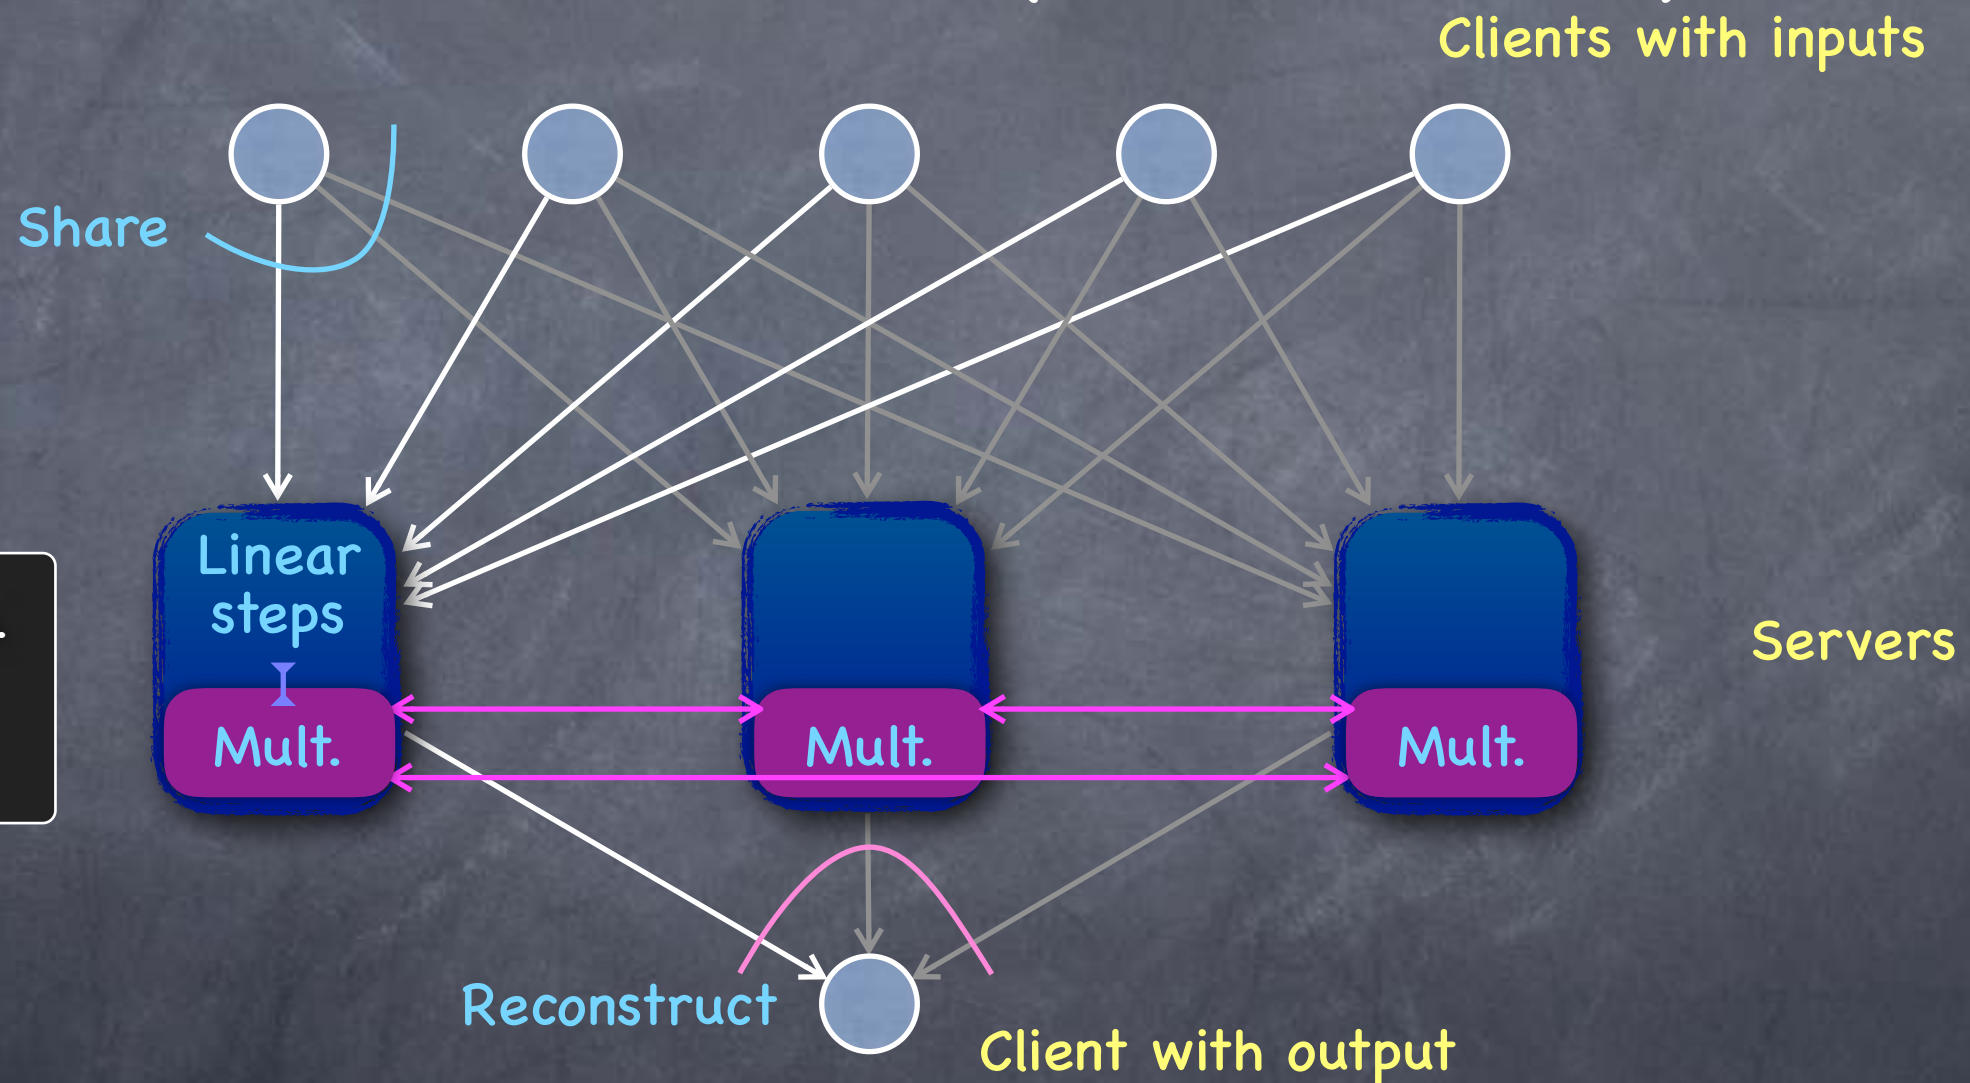 Clients with inputs
Share
Linear
steps
Servers
Mult.
Mult.
Mult.
Reconstruct
Client with output